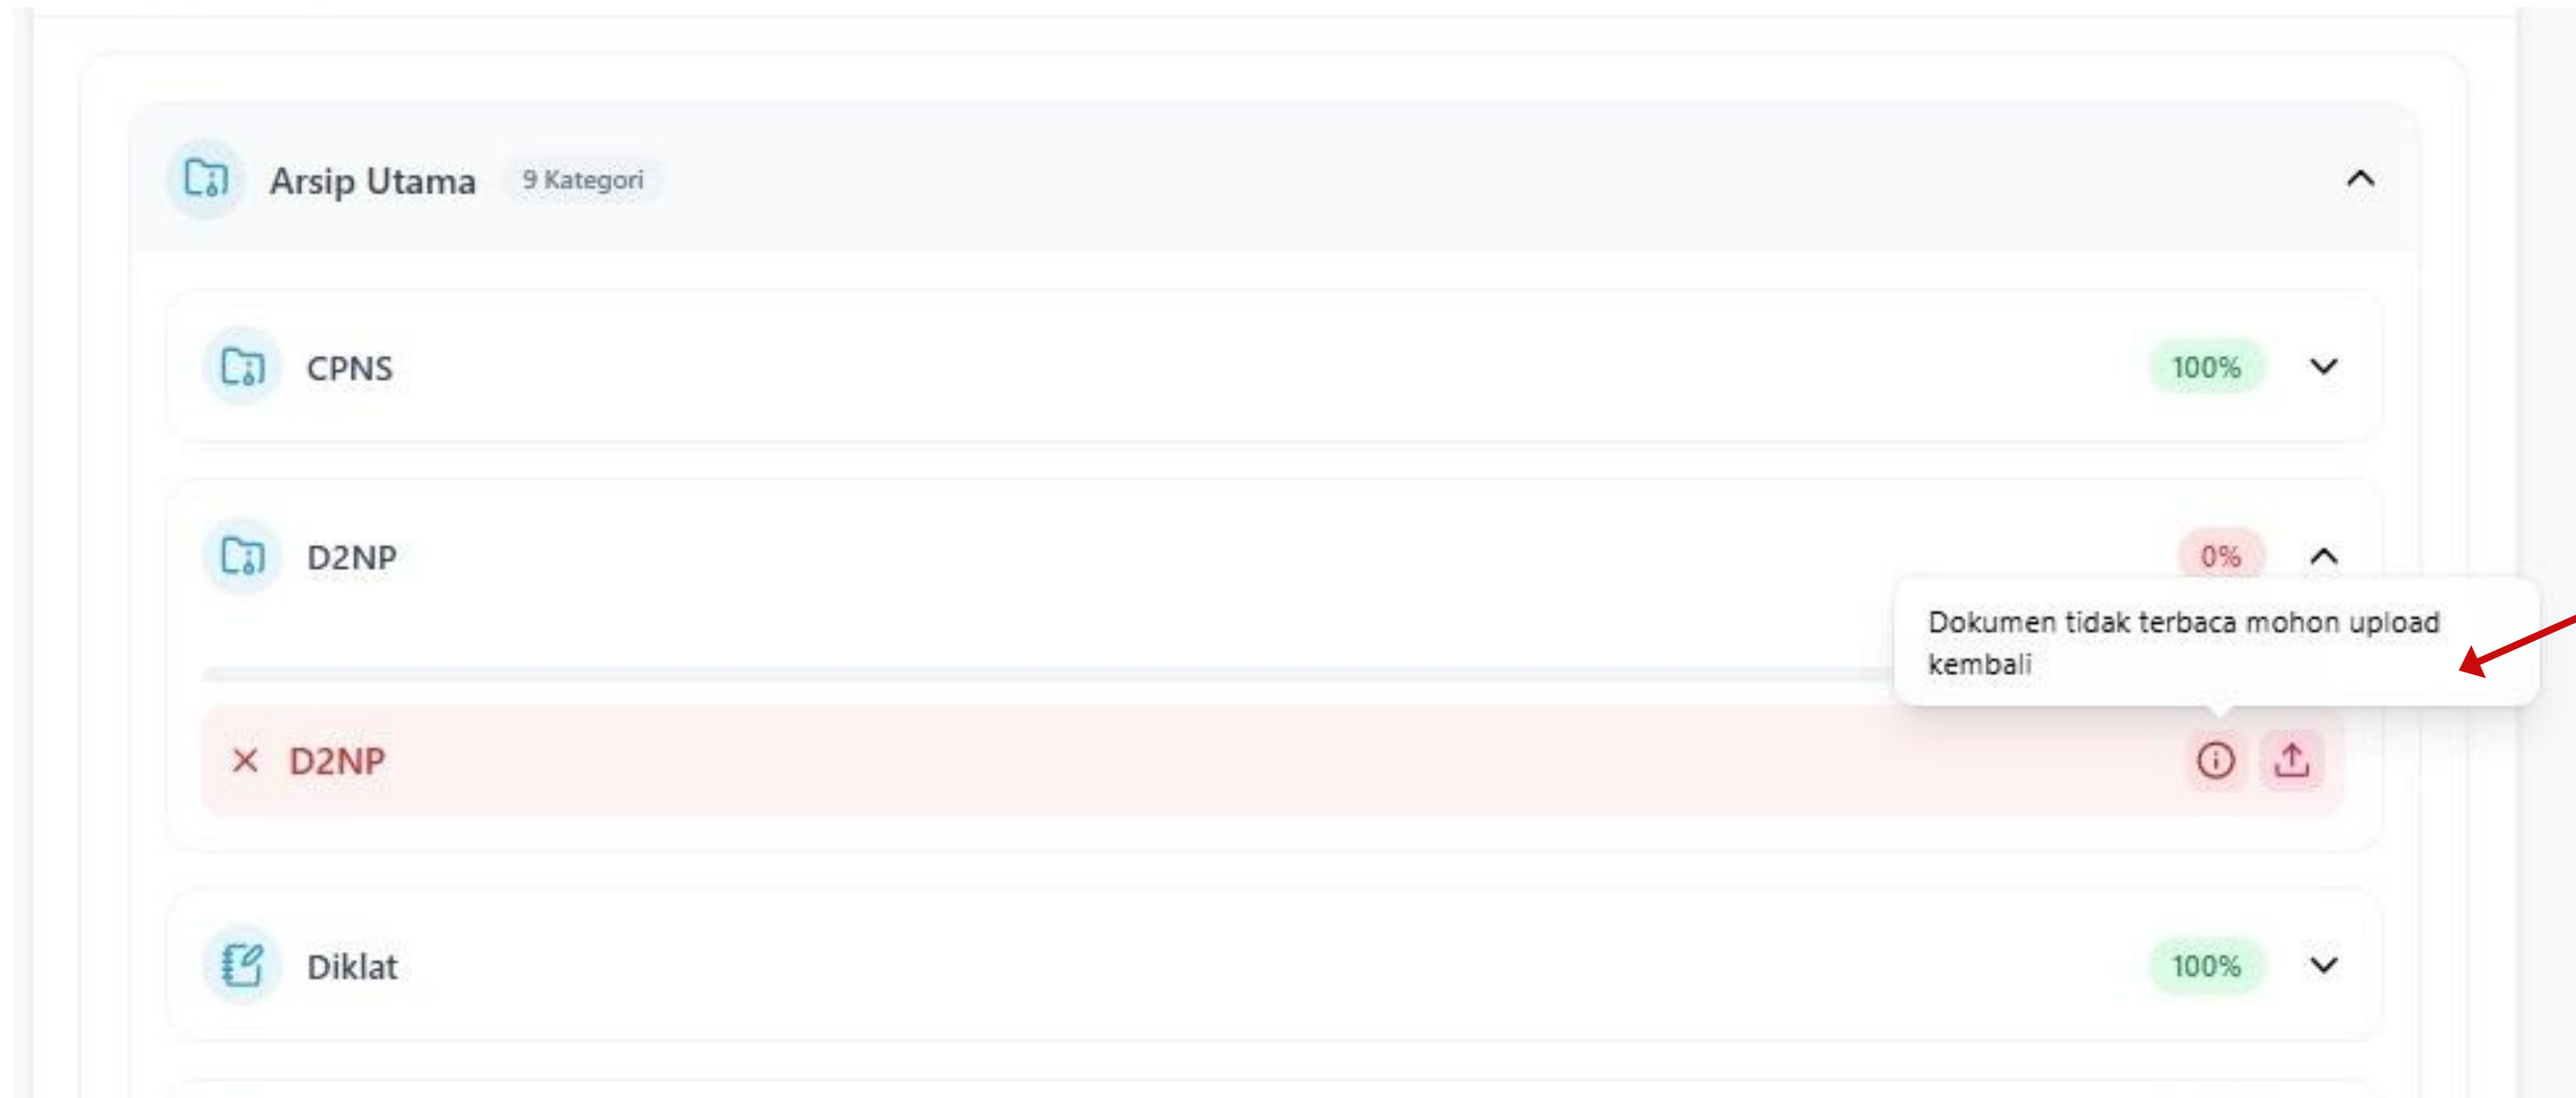 Arsip Utama 9 Kategori
CPNS 100%
D2NP 0%
Dokumen tidak terbaca mohon upload
kembali
D2NP
Diklat 100%